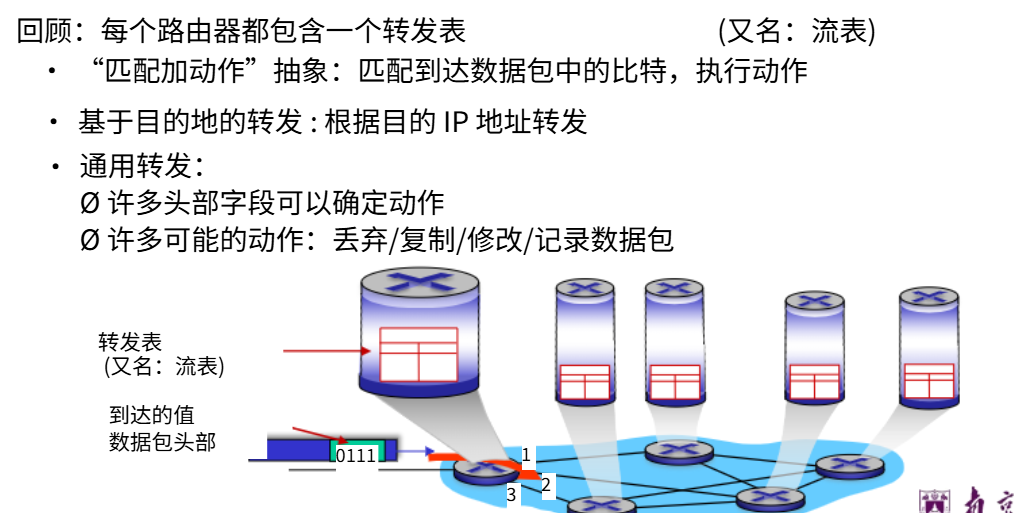 回顾：每个路由器都包含一个转发表 (又名：流表)
• “匹配加动作”抽象：匹配到达数据包中的比特，执行动作
• 基于目的地的转发 : 根据目的 IP 地址转发
• 通用转发：
Ø 许多头部字段可以确定动作
Ø 许多可能的动作：丢弃/复制/修改/记录数据包
转发表
(又名：流表)
到达的值
数据包头部
0111
1
2
3
南京